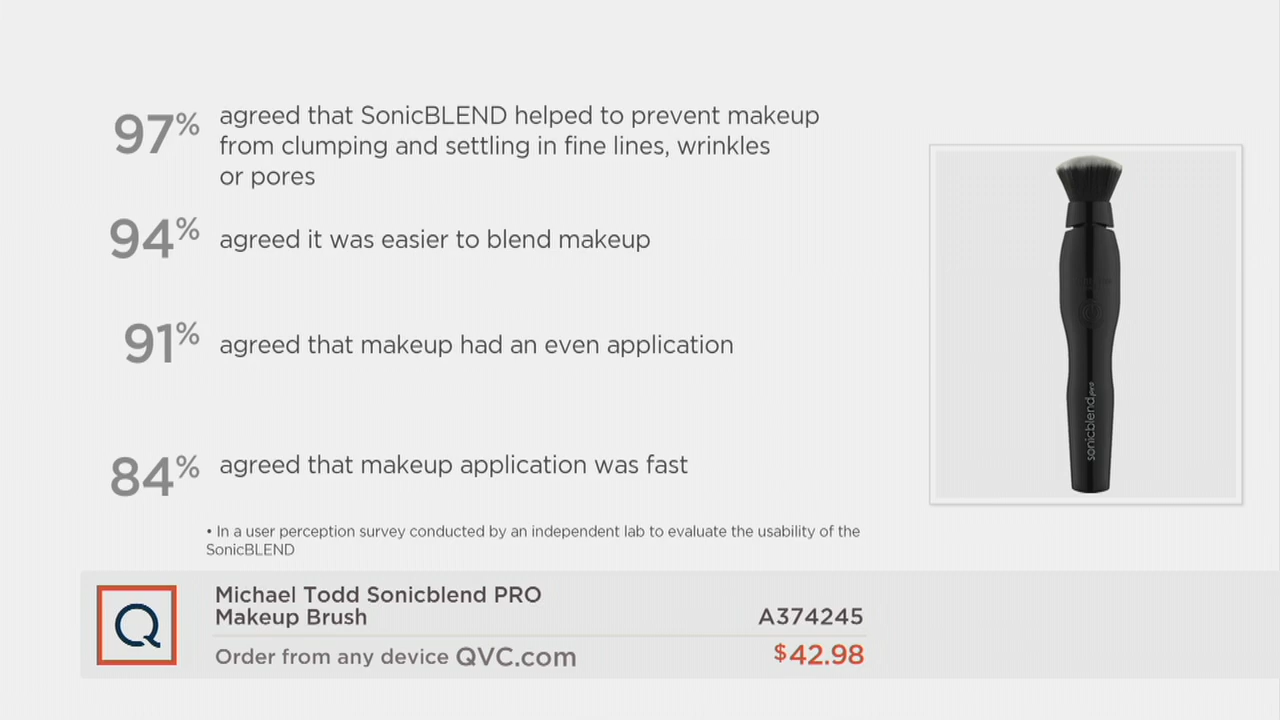 97%
agreed that SonicBLEND helped to prevent makeup
from clumping and settling in fine lines, wrinkles
or pores
94%
agreed it was easier to blend makeup
91%
agreed that makeup had an even application
84%
agreed that makeup application was fast
• In a user perception survey conducted by an independent lab to evaluate the usability of the
SonicBLEND
sonicblend pro
Q
Michael Todd Sonicblend PRO
Makeup Brush
A374245
Order from any device QVC.com
$42.98